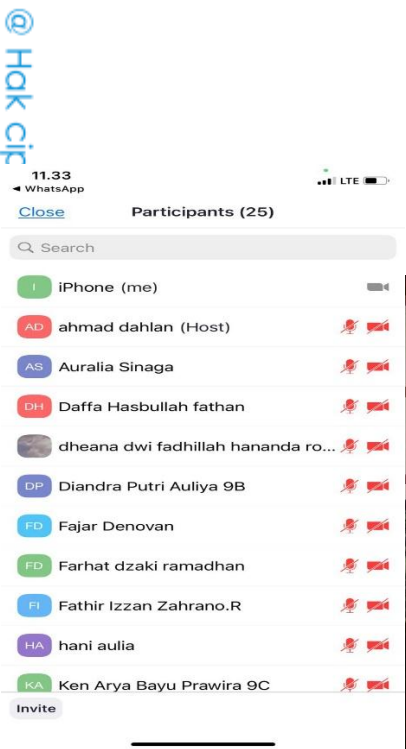 @ Hak cip
11.33
LTE
◄ WhatsApp
Close
Participants (25)
Search
I
iPhone (me)
AD
ahmad dahlan (Host)
AS
Auralia Sinaga
DH
Daffa Hasbullah fathan
dheana dwi fadhillah hananda ro...
DP
Diandra Putri Auliya 9B
FD
Fajar Denovan
FD
Farhat dzaki ramadhan
FI
Fathir Izzan Zahrano.R
HA
hani aulia
KA
Ken Arya Bayu Prawira 9C
Invite